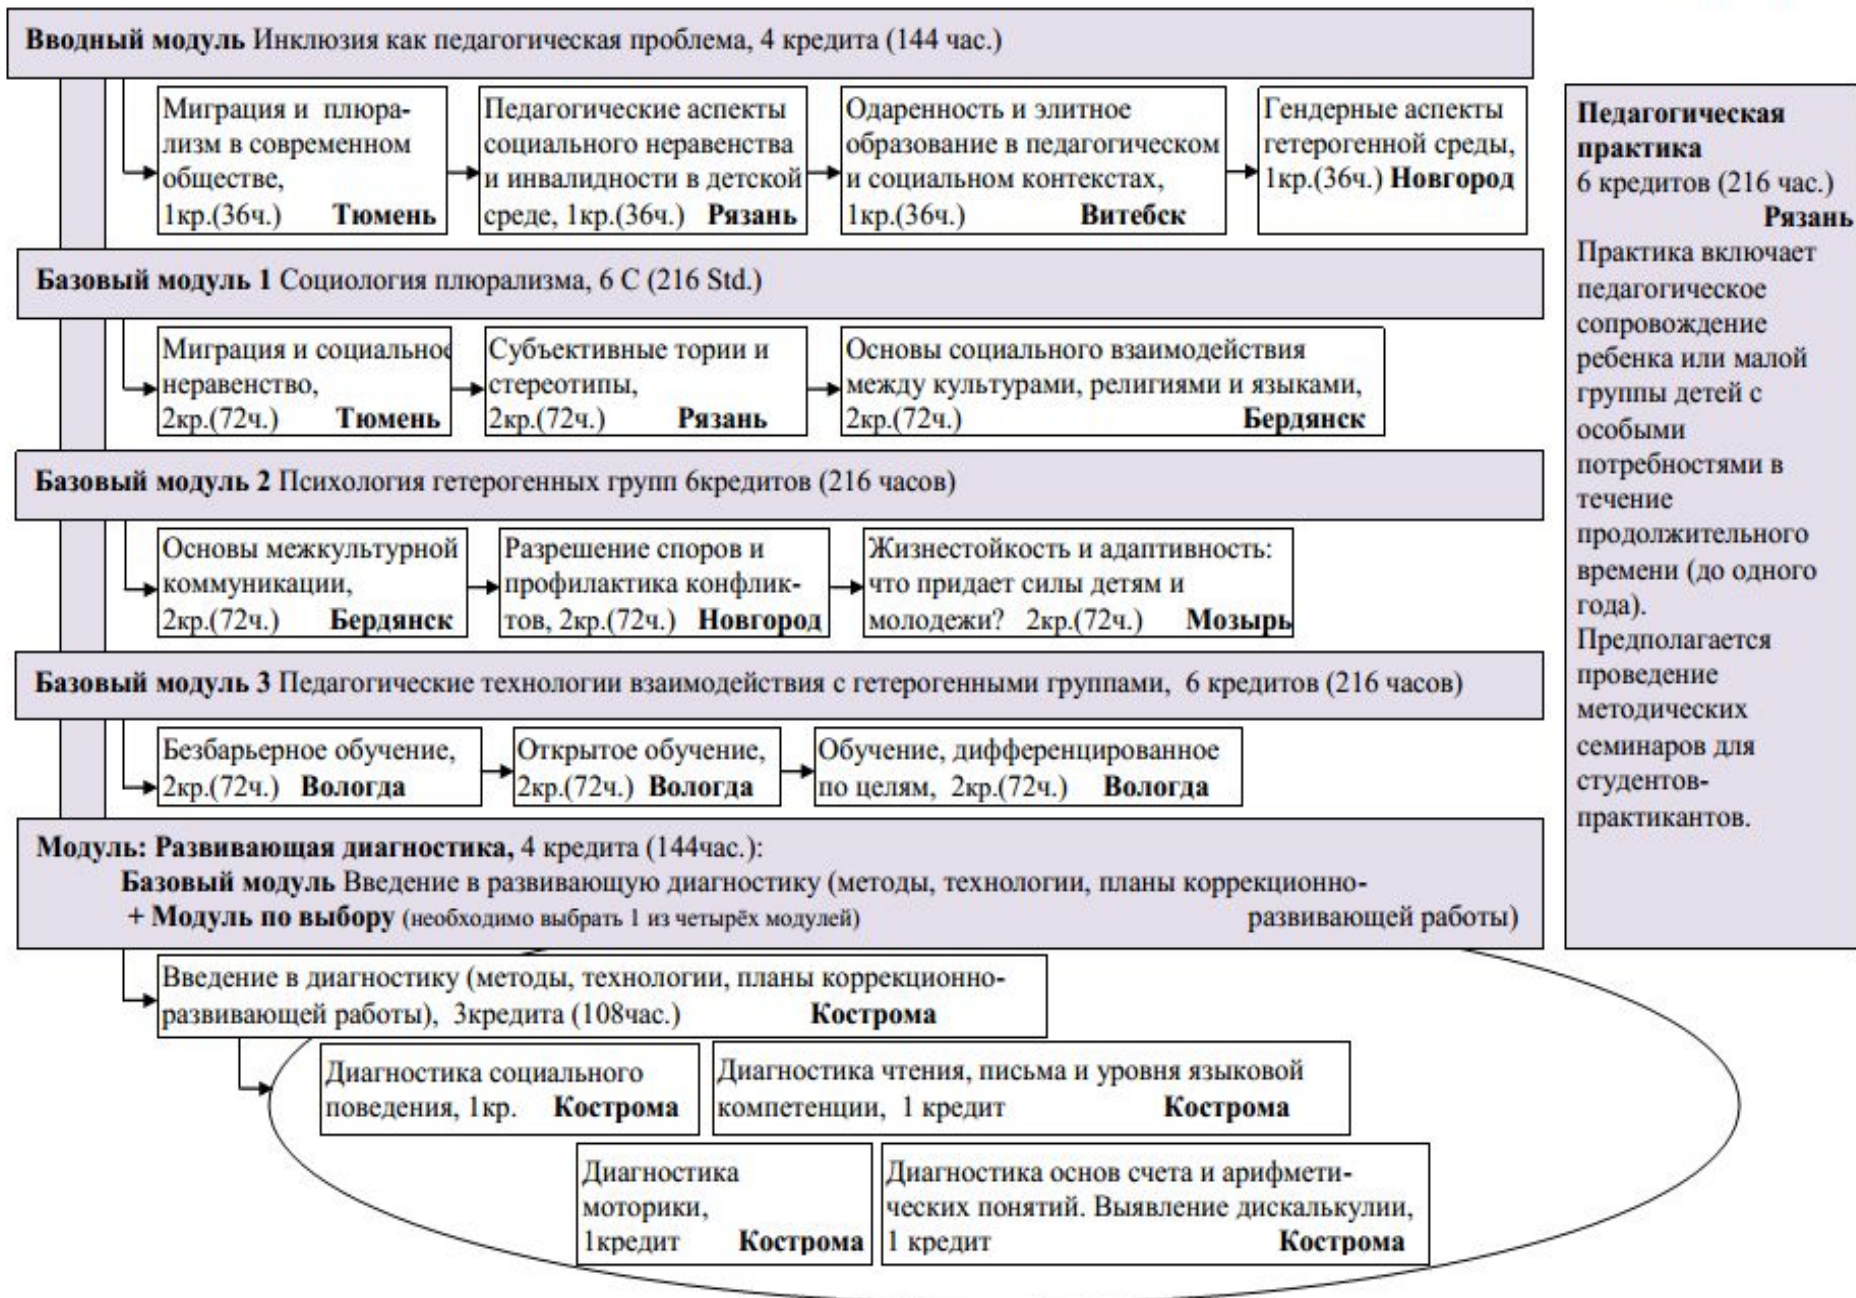 Вводный модуль Инклюзия как педагогическая проблема, 4 кредита (144 час.)
Миграция и плюра-
лизм в современном
обществе,
1кр.(36ч.) Тюмень
Педагогические аспекты
социального неравенства
и инвалидности в детской
среде, 1кр.(36ч.) Рязань
Одаренность и элитное
образование в педагогическом
и социальном контекстах,
1кр.(36ч.) Витебск
Гендерные аспекты
гетерогенной среды,
1кр.(36ч.) Новгород
Базовый модуль 1 Социология плюрализма, 6 C (216 Std.)
Миграция и социальное
неравенство,
2кр.(72ч.) Тюмень
Субъективные тории и
стереотипы,
2кр.(72ч.) Рязань
Основы социального взаимодействия
между культурами, религиями и языками,
2кр.(72ч.) Бердянск
Базовый модуль 2 Психология гетерогенных групп 6кредитов (216 часов)
Основы межкультурной
коммуникации,
2кр.(72ч.) Бердянск
Разрешение споров и
профилактика конфлик-
тов, 2кр.(72ч.) Новгород
Жизнестойкость и адаптивность:
что придает силы детям и
молодежи? 2кр.(72ч.) Мозырь
Базовый модуль 3 Педагогические технологии взаимодействия с гетерогенными группами, 6 кредитов (216 часов)
Безбарьерное обучение,
2кр.(72ч.) Вологда
Открытое обучение,
2кр.(72ч.) Вологда
Обучение, дифференцированное
по целям, 2кр.(72ч.) Вологда
Модуль: Развивающая диагностика, 4 кредита (144час.):
Базовый модуль Введение в развивающую диагностику (методы, технологии, планы коррекционно-
+ Модуль по выбору (необходимо выбрать 1 из четырёх модулей) развивающей работы)
Введение в диагностику (методы, технологии, планы коррекционно-
развивающей работы), 3кредита (108час.) Кострома
Диагностика социального
поведения, 1кр. Кострома
Диагностика чтения, письма и уровня языковой
компетенции, 1 кредит Кострома
Диагностика
моторики,
1кредит Кострома
Диагностика основ счета и арифмети-
ческих понятий. Выявление дискалькулии,
1 кредит Кострома
Педагогическая
практика
6 кредитов (216 час.)
Рязань
Практика включает
педагогическое
сопровождение
ребенка или малой
группы детей с
особыми
потребностями в
течение
продолжительного
времени (до одного
года).
Предполагается
проведение
методических
семинаров для
студентов-
практикантов.